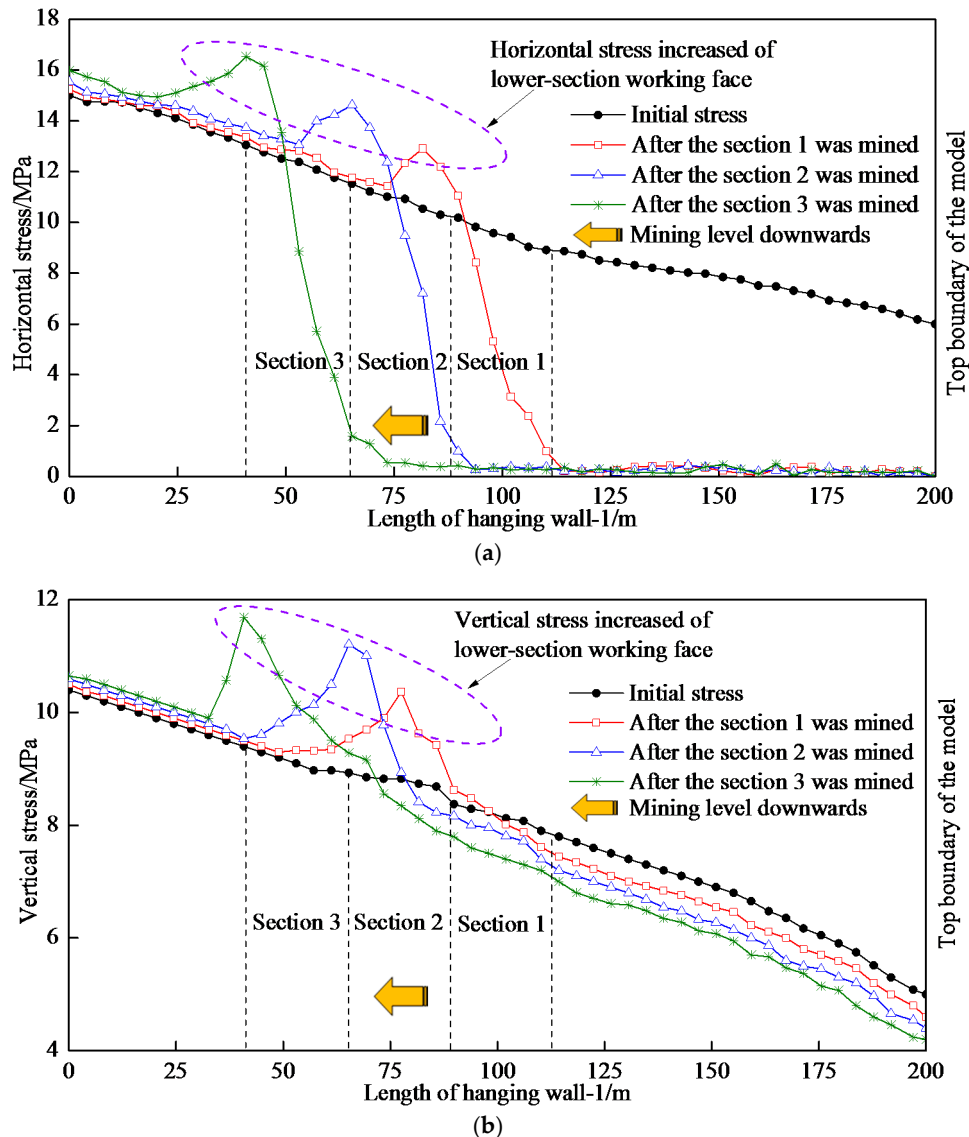 18
16
14
12
10
8
6
4
2
0
Horizontal stress/MPa
Horizontal stress increased of
lower-section working face
Initial stress
After the section 1 was mined
After the section 2 was mined
After the section 3 was mined
Mining level downwards
Section 3
Section 2
Section 1
Top boundary of the model
0 25 50 75 100 125 150 175 200
Length of hanging wall-1/m
(a)
12
10
8
6
4
Vertical stress/MPa
Vertical stress increased of
lower-section working face
Initial stress
After the section 1 was mined
After the section 2 was mined
After the section 3 was mined
Mining level downwards
Section 3
Section 2
Section 1
Top boundary of the model
0 25 50 75 100 125 150 175 200
Length of hanging wall-1/m
(b)